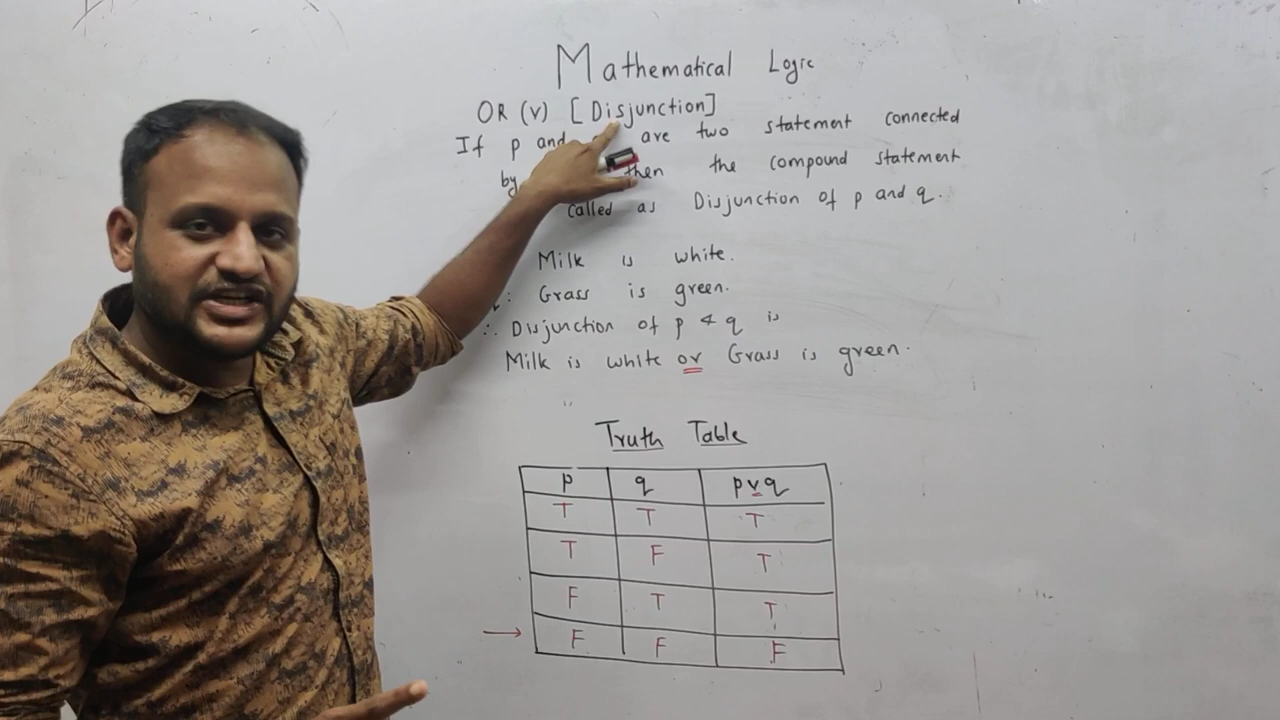 Mathematical Logic
OR (v) [Disjunction]
If p and are two statement connected
by then the compound statement
called as Disjunction of p and q.
Milk is white.
: Grass is green.
∴ Disjunction of p & q is
Milk is white or Grass is green.
Truth Table
p q p v q
T T T
T F T
F T T
→ F F F